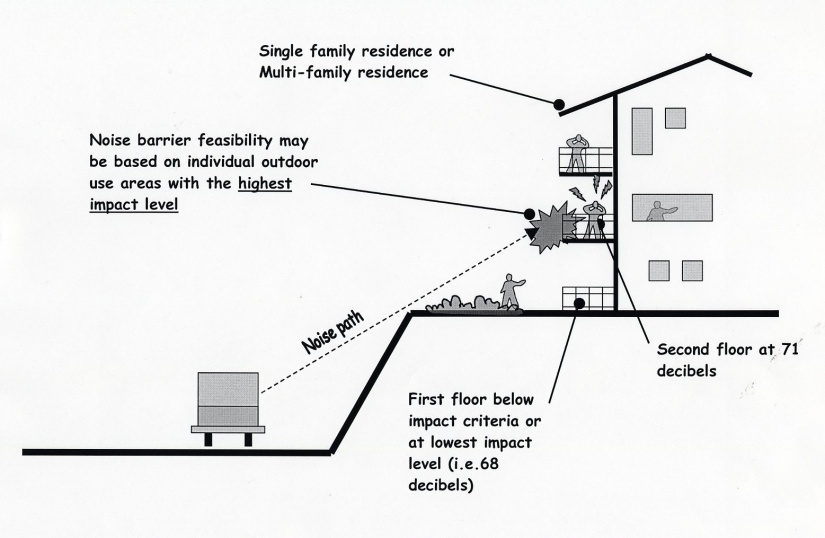 Single family residence or
Multi-family residence
Noise barrier feasibility may
be based on individual outdoor
use areas with the highest
impact level
Noise path
Second floor at 71
decibels
First floor below
impact criteria or
at lowest impact
level (i.e.68
decibels)